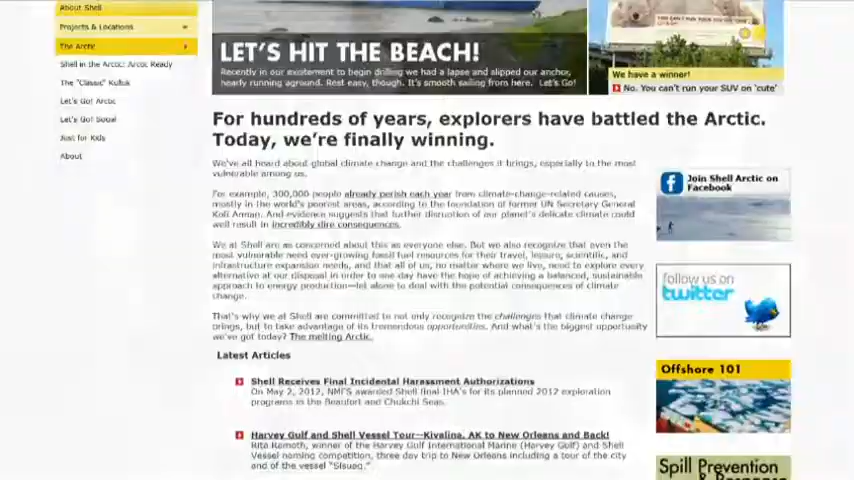 About Shell
Projects & Locations
The Arctic
Shell in the Arctic: Arctic Ready
The "Classic" Kulluk
Let's Go! Arctic
Let's Go! Social
Just for Kids
About
LET'S HIT THE BEACH!
Recently in our excitement to begin drilling we had a lapse and slipped our anchor,
nearly running aground. Rest easy, though. It's smooth sailing from here. Let's Go!
YOU CAN'T RUN YOUR SUV ON 'CUTE'
We have a winner!
No. You can't run your SUV on 'cute'
For hundreds of years, explorers have battled the Arctic.
Today, we're finally winning.
We've all heard about global climate change and the challenges it brings, especially to the most
vulnerable among us.
For example, 300,000 people already perish each year from climate-change-related causes,
mostly in the world's poorest areas, according to the foundation of former UN Secretary General
Kofi Annan. And evidence suggests that further disruption of our planet's delicate climate could
well result in incredibly dire consequences.
We at Shell are as concerned about this as everyone else. But we also recognize that even the
most vulnerable need ever-growing fossil fuel resources for their travel, leisure, scientific, and
infrastructure expansion needs, and that all of us, no matter where we live, need to explore every
alternative at our disposal in order to one day have the hope of achieving a balanced, sustainable
approach to energy production—let alone to deal with the potential consequences of climate
change.
That's why we at Shell are committed to not only recognize the challenges that climate change
brings, but to take advantage of its tremendous opportunities. And what's the biggest opportunity
we've got today? The melting Arctic.
Latest Articles
Shell Receives Final Incidental Harassment Authorizations
On May 2, 2012, NMFS awarded Shell final IHA's for its planned 2012 exploration
programs in the Beaufort and Chukchi Seas.
Harvey Gulf and Shell Vessel Tour—Kivalina, AK to New Orleans and Back!
Rita Ramoth, winner of the Harvey Gulf International Marine (Harvey Gulf) and Shell
Vessel naming competition, three day trip to New Orleans including a tour of the city
and of the vessel "Sisuaq."
Join Shell Arctic on
Facebook
follow us on
twitter
Offshore 101
Spill Prevention
& Response